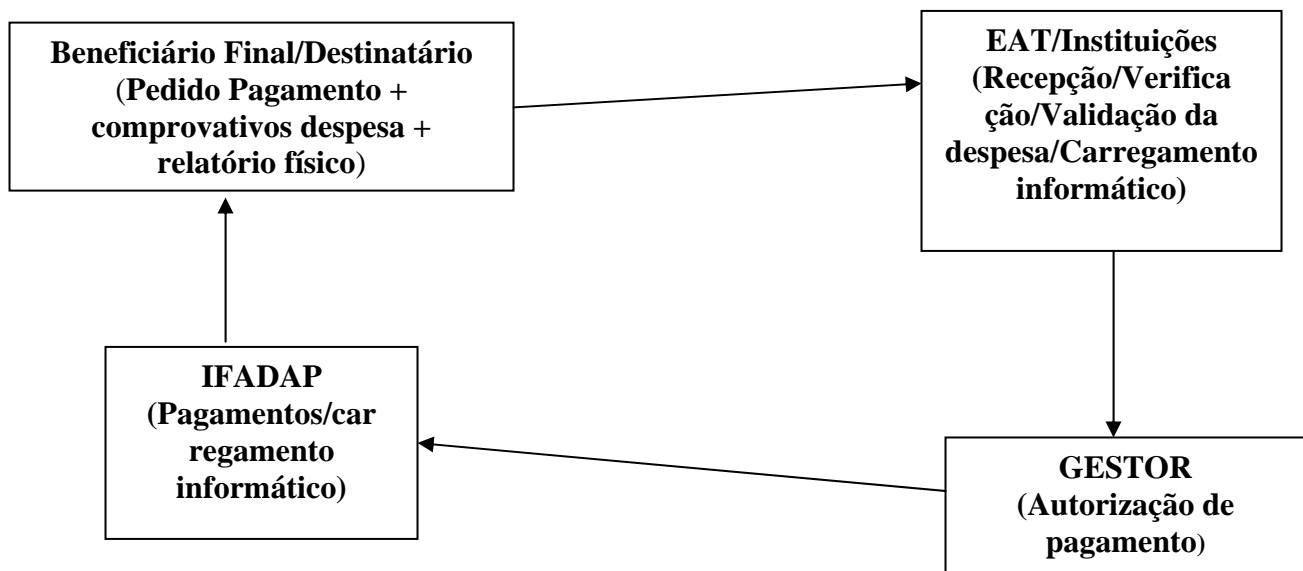 Beneficiário Final/Destinatário
(Pedido Pagamento +
comprovativos despesa +
relatório físico)
EAT/Instituições
(Recepção/Verifica
ção/Validação da
despesa/Carregamento
informático)
IFADAP
(Pagamentos/car
regamento
informático)
GESTOR
(Autorização de
pagamento)